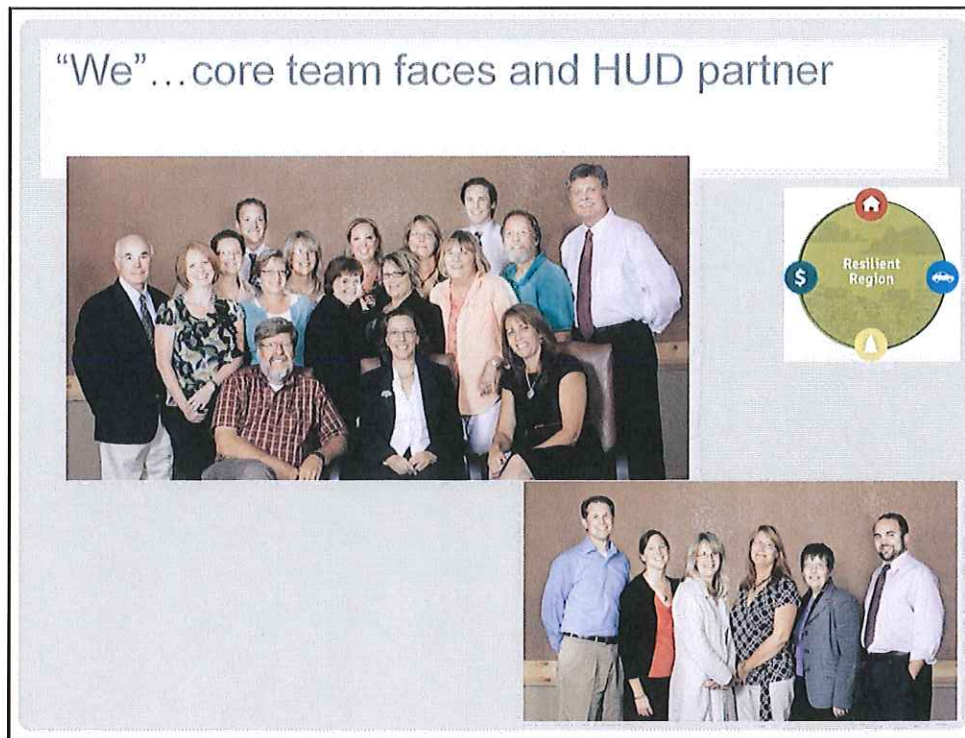 “We”…core team faces and HUD partner
Resilient
Region
$